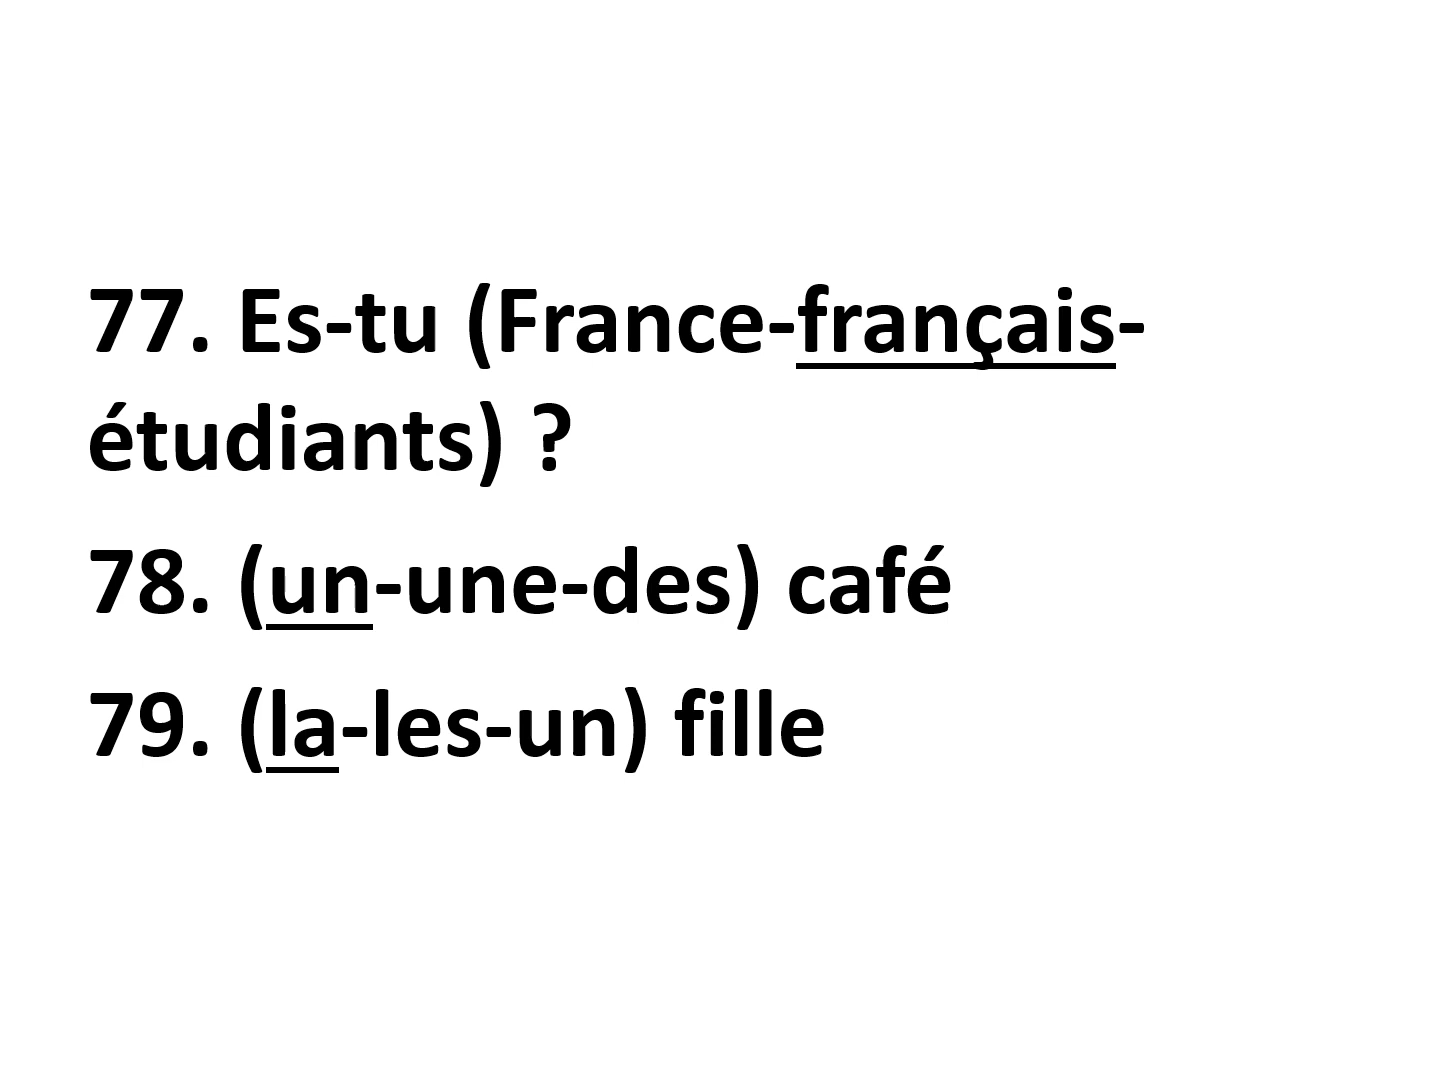 77. Es-tu (France-français-
étudiants) ?
78. (un-une-des) café
79. (la-les-un) fille